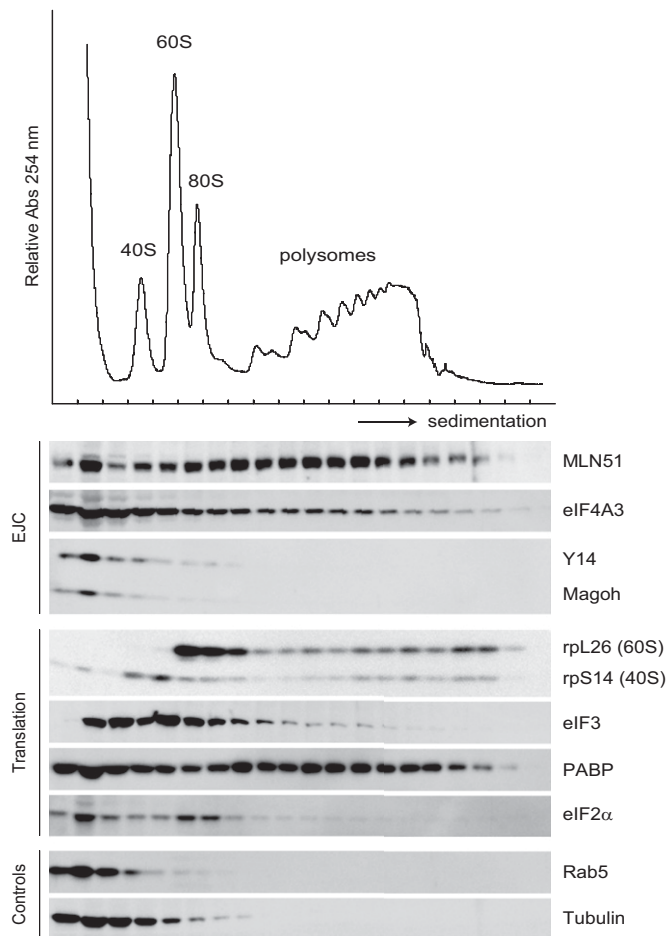 Relative Abs 254 nm
60S
80S
40S
polysomes
sedimentation
EJC
MLN51
eIF4A3
Y14
Magoh
Translation
rpL26 (60S)
rpS14 (40S)
eIF3
PABP
eIF2α
Controls
Rab5
Tubulin